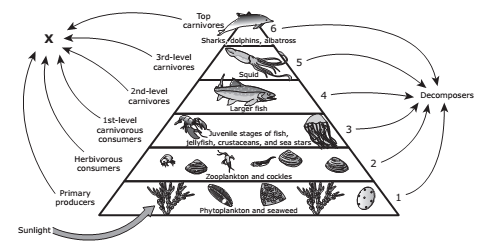 Top
carnivores
6
Sharks, dolphins, albatross
X
3rd-level
carnivores
5
Squid
2nd-level
carnivores
4
Decomposers
Larger fish
1st-level
carnivorous
consumers
3
Juvenile stages of fish,
jellyfish, crustaceans, and sea stars
Herbivorous
consumers
2
Zooplankton and cockles
Primary
producers
1
Phytoplankton and seaweed
Sunlight